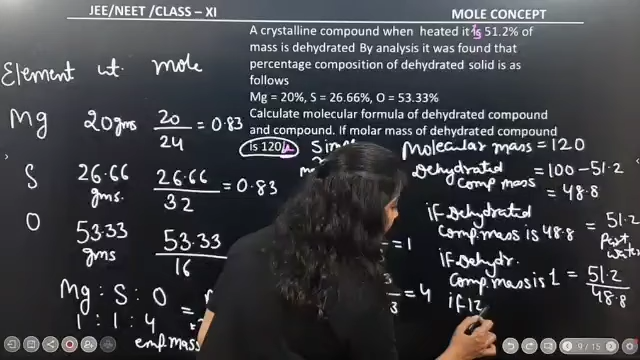 JEE/NEET /CLASS – XI
MOLE CONCEPT
A crystalline compound when heated it is 51.2% of
mass is dehydrated By analysis it was found that
percentage composition of dehydrated solid is as
follows
Mg = 20%, S = 26.66%, O = 53.33%
Calculate molecular formula of dehydrated compound
and compound. If molar mass of dehydrated compound
is 120
Element wt mole
Mg 20gms 20/24 = 0.83
S 26.66 gms. 26.66/32 = 0.83
O 53.33 gms 53.33/16
Mg : S : O =
1 : 1 : 4
emp mass
= 1
= 4
Molecular mass = 120
Dehydrated comp mass = 100 - 51.2
= 48.8
if Dehydrated
Comp. mass is 48.8 = 51.2
Part water
if Dehydr.
Comp. mass is 1 = 51.2/48.8
if 12
9 / 15